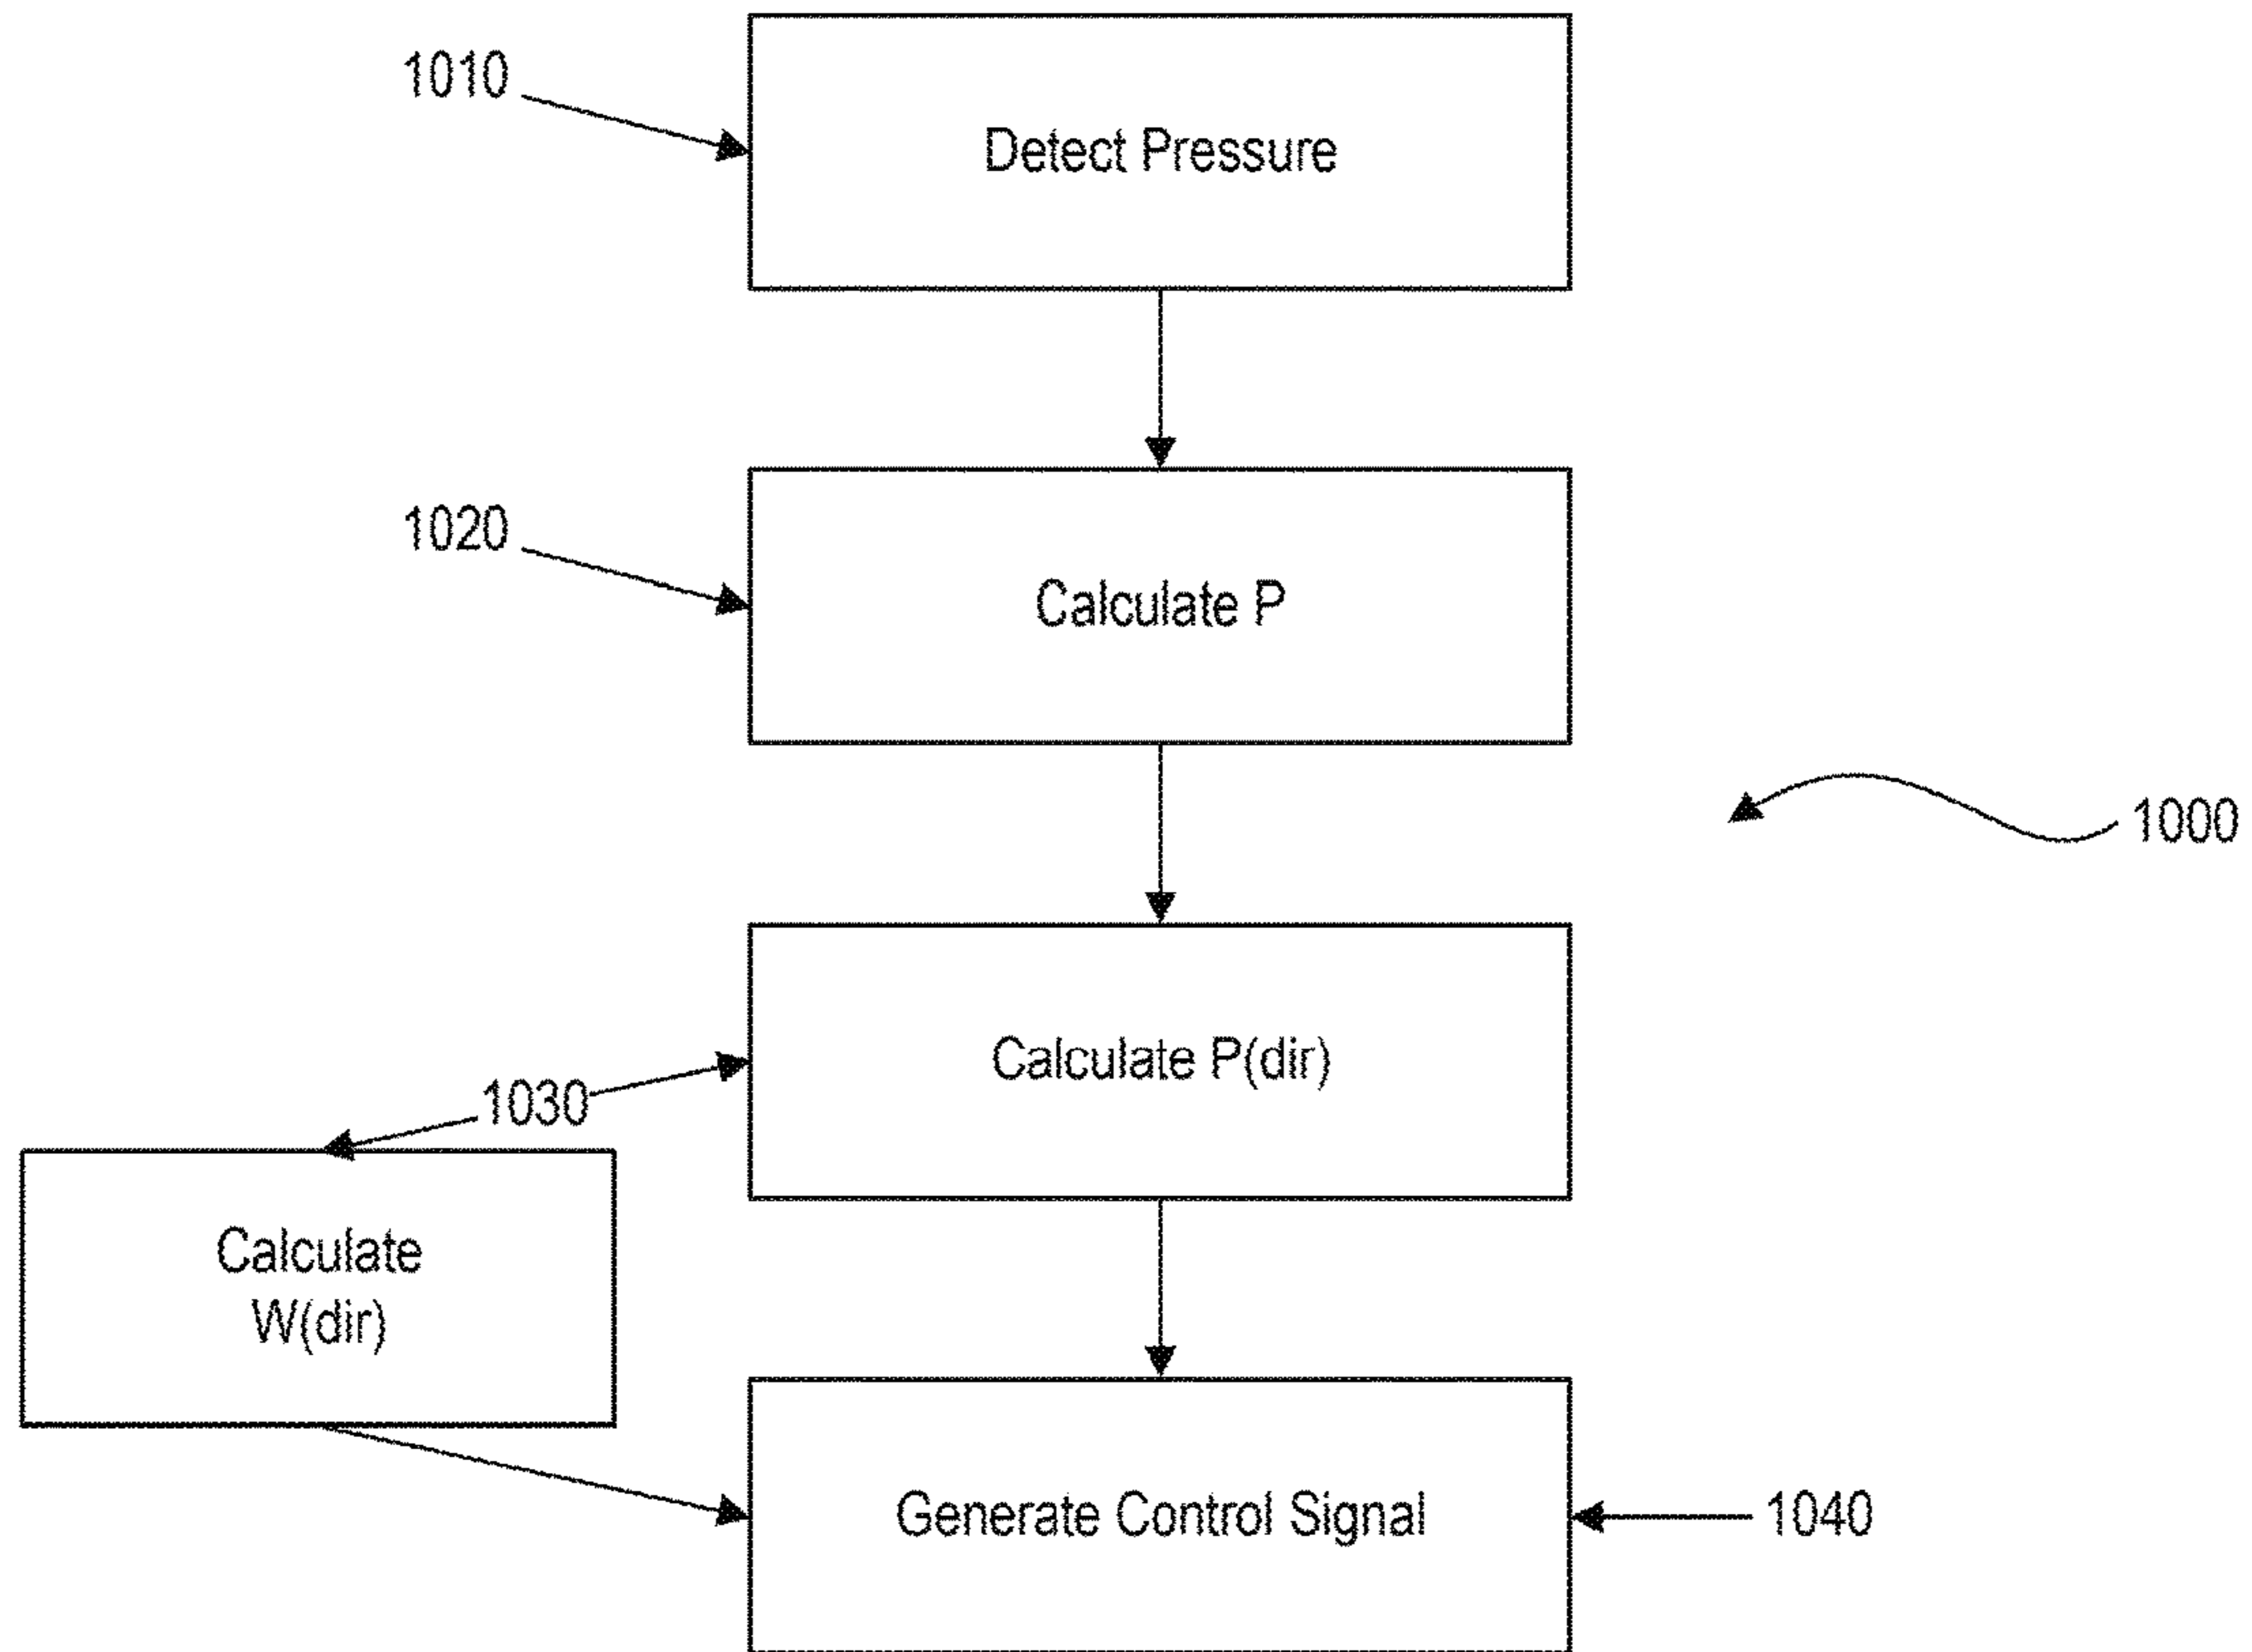 1010
Detect Pressure
1020
Calculate P
1000
Calculate P(dir)
1030
Calculate
W(dir)
Generate Control Signal
1040